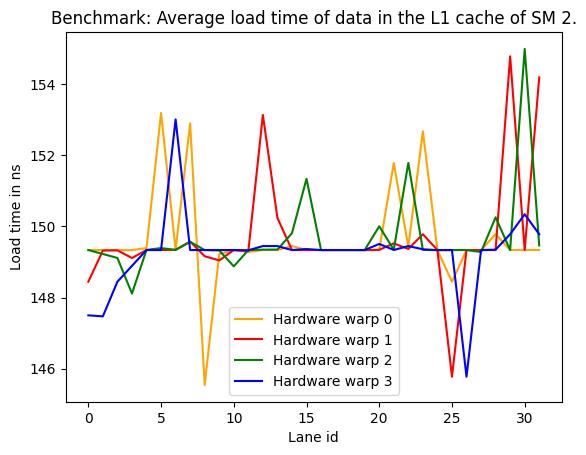 Benchmark: Average load time of data in the L1 cache of SM 2.
Load time in ns
154
152
150
148
146
Hardware warp 0
Hardware warp 1
Hardware warp 2
Hardware warp 3
0 5 10 15 20 25 30
Lane id